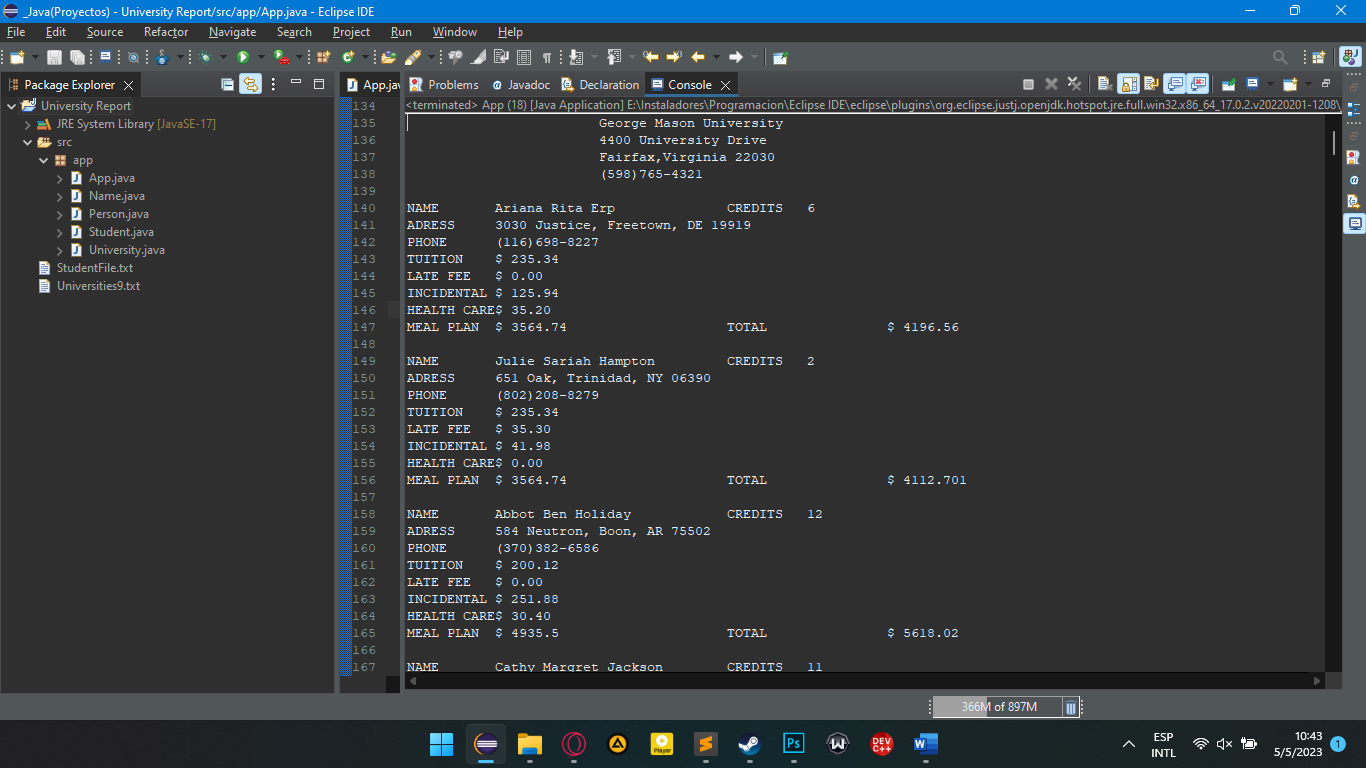 _Java(Proyectos) - University Report/src/app/App.java - Eclipse IDE
File Edit Source Refactor Navigate Search Project Run Window Help
Package Explorer
App.jav
Problems Javadoc Declaration Console
<terminated> App (18) [Java Application] E:\Instaladores\Programacion\Eclipse IDE\eclipse\plugins\org.eclipse.justj.openjdk.hotspot.jre.full.win32.x86_64_17.0.2.v20220201-1208\
University Report
JRE System Library [JavaSE-17]
src
app
App.java
Name.java
Person.java
Student.java
University.java
StudentFile.txt
Universities9.txt
134
135 George Mason University
136 4400 University Drive
137 Fairfax,Virginia 22030
138 (598)765-4321
139
140 NAME Ariana Rita Erp CREDITS 6
141 ADRESS 3030 Justice, Freetown, DE 19919
142 PHONE (116)698-8227
143 TUITION $ 235.34
144 LATE FEE $ 0.00
145 INCIDENTAL $ 125.94
146 HEALTH CARE$ 35.20
147 MEAL PLAN $ 3564.74 TOTAL $ 4196.56
148
149 NAME Julie Sariah Hampton CREDITS 2
150 ADRESS 651 Oak, Trinidad, NY 06390
151 PHONE (802)208-8279
152 TUITION $ 235.34
153 LATE FEE $ 35.30
154 INCIDENTAL $ 41.98
155 HEALTH CARE$ 0.00
156 MEAL PLAN $ 3564.74 TOTAL $ 4112.701
157
158 NAME Abbot Ben Holiday CREDITS 12
159 ADRESS 584 Neutron, Boon, AR 75502
160 PHONE (370)382-6586
161 TUITION $ 200.12
162 LATE FEE $ 0.00
163 INCIDENTAL $ 251.88
164 HEALTH CARE$ 30.40
165 MEAL PLAN $ 4935.5 TOTAL $ 5618.02
166
167 NAME Cathy Margret Jackson CREDITS 11
366M of 897M
Player
Ps
DEV C++
W
ESP
INTL
10:43
5/5/2023
1